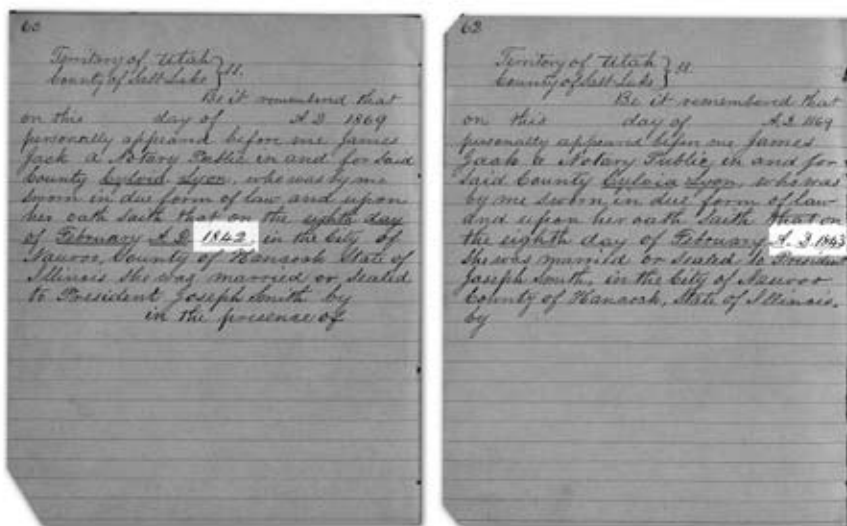 60
Territory of Utah } ss.
County of Salt Lake
Be it remembered that
on this day of A.D. 1869
personally appeared before me James
Jack a Notary Public in and for said
County Sylvia Lyon, who was by me
sworn in due form of law, and upon
her oath saith that on the eighth day
of February A.D. 1842, in the City of
Nauvoo, County of Hancock State of
Illinois she was married or sealed
to President Joseph Smith by
in the presence of
62
Territory of Utah } ss
County of Salt Lake
Be it remembered that
on this day of A.D. 1869
personally appeared before me James
Jack a Notary Public in and for
said County Sylvia Lyon, who was
by me sworn in due form of law
and upon her oath saith that on
the eighth day of February A.D. 1843
she was married or sealed to President
Joseph Smith, in the City of Nauvoo
County of Hancock, State of Illinois,
by